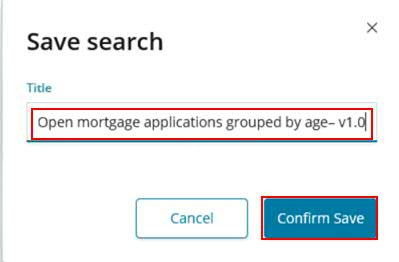 Save search
Title
Open mortgage applications grouped by age– v1.0
Cancel
Confirm Save